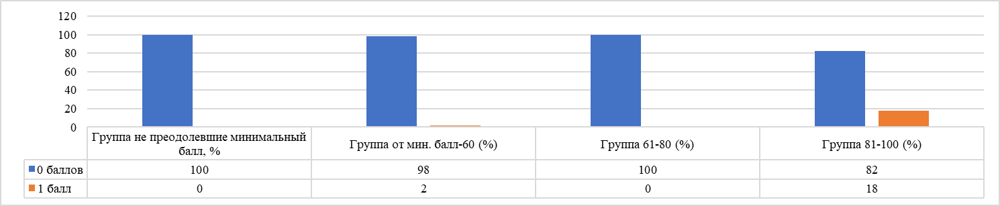 120
100
80
60
40
20
0
Группа не преодолевшие минимальный
балл, %
Группа от мин. балл-60 (%)
Группа 61-80 (%)
Группа 81-100 (%)
0 баллов 100 98 100 82
1 балл 0 2 0 18